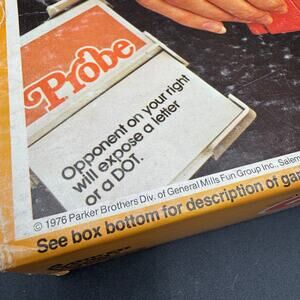 Probe
Opponent on your right
will expose a letter
or a DOT.
© 1976 Parker Brothers Div. of General Mills Fun Group Inc., Salem
See box bottom for description of